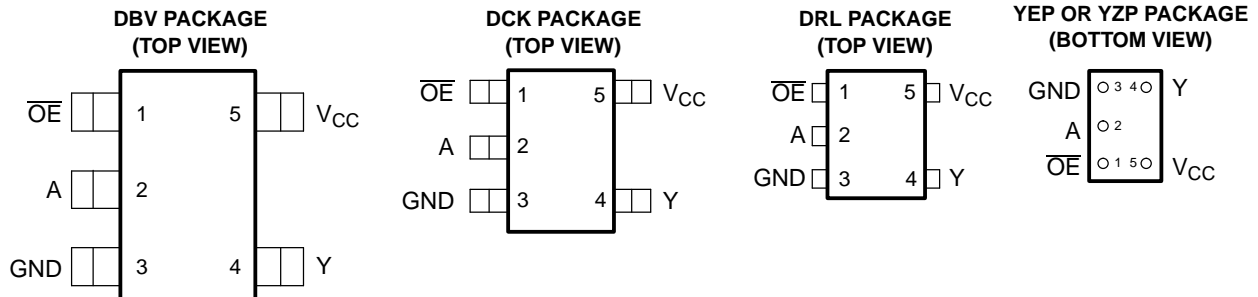 DBV PACKAGE
(TOP VIEW)
OE 1 5 VCC
A 2
GND 3 4 Y
DCK PACKAGE
(TOP VIEW)
OE 1 5 VCC
A 2
GND 3 4 Y
DRL PACKAGE
(TOP VIEW)
OE 1 5 VCC
A 2
GND 3 4 Y
YEP OR YZP PACKAGE
(BOTTOM VIEW)
GND 3 4 Y
A 2
OE 1 5 VCC